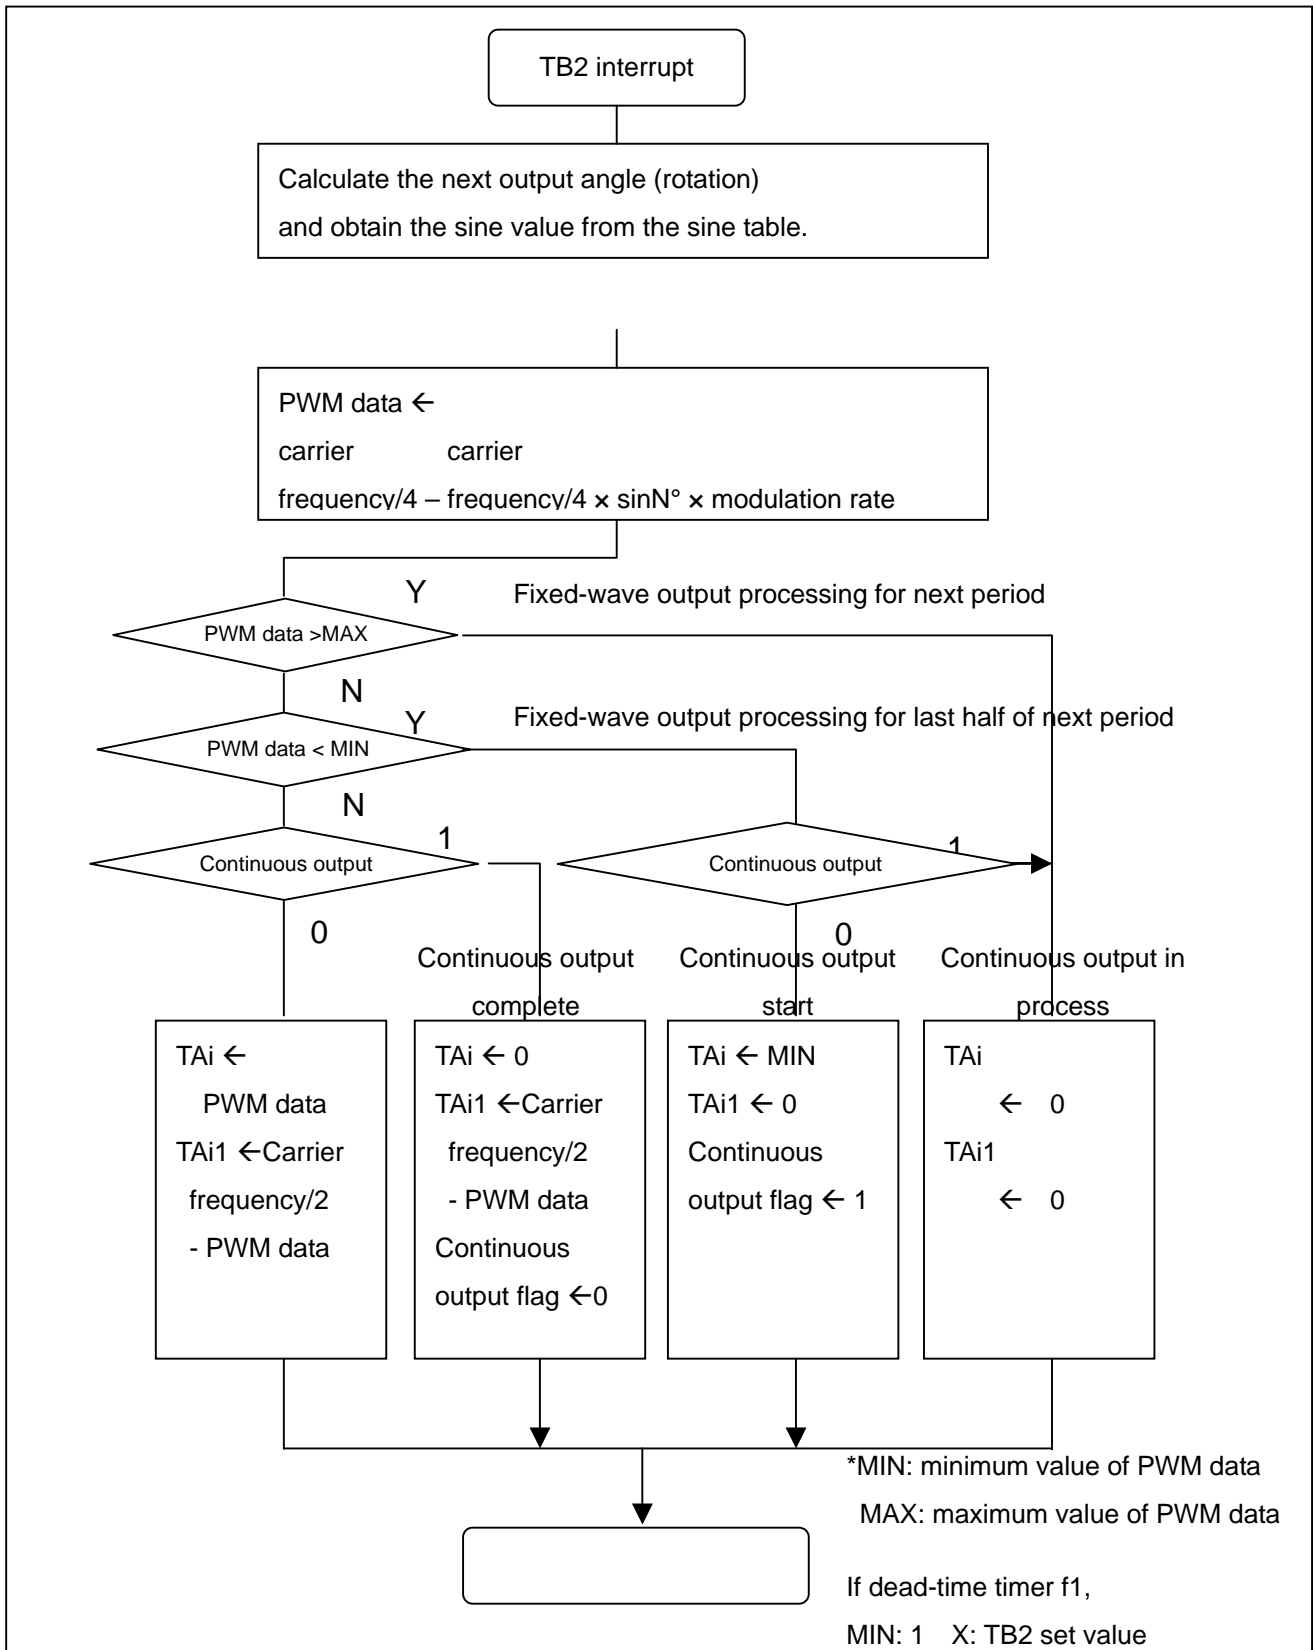 TB2 interrupt
Calculate the next output angle (rotation)
and obtain the sine value from the sine table.
PWM data ←
carrier carrier
frequency/4 – frequency/4 × sinN° × modulation rate
Y
Fixed-wave output processing for next period
PWM data >MAX
N
Y
Fixed-wave output processing for last half of next period
PWM data < MIN
N
1
Continuous output
1
Continuous output
0
0
Continuous output
complete
Continuous output
start
Continuous output in
process
TAi ←
PWM data
TAi1 ←Carrier
frequency/2
- PWM data
TAi ← 0
TAi1 ←Carrier
frequency/2
- PWM data
Continuous
output flag ←0
TAi ← MIN
TAi1 ← 0
Continuous
output flag ← 1
TAi
← 0
TAi1
← 0
*MIN: minimum value of PWM data
MAX: maximum value of PWM data
If dead-time timer f1,
MIN: 1 X: TB2 set value